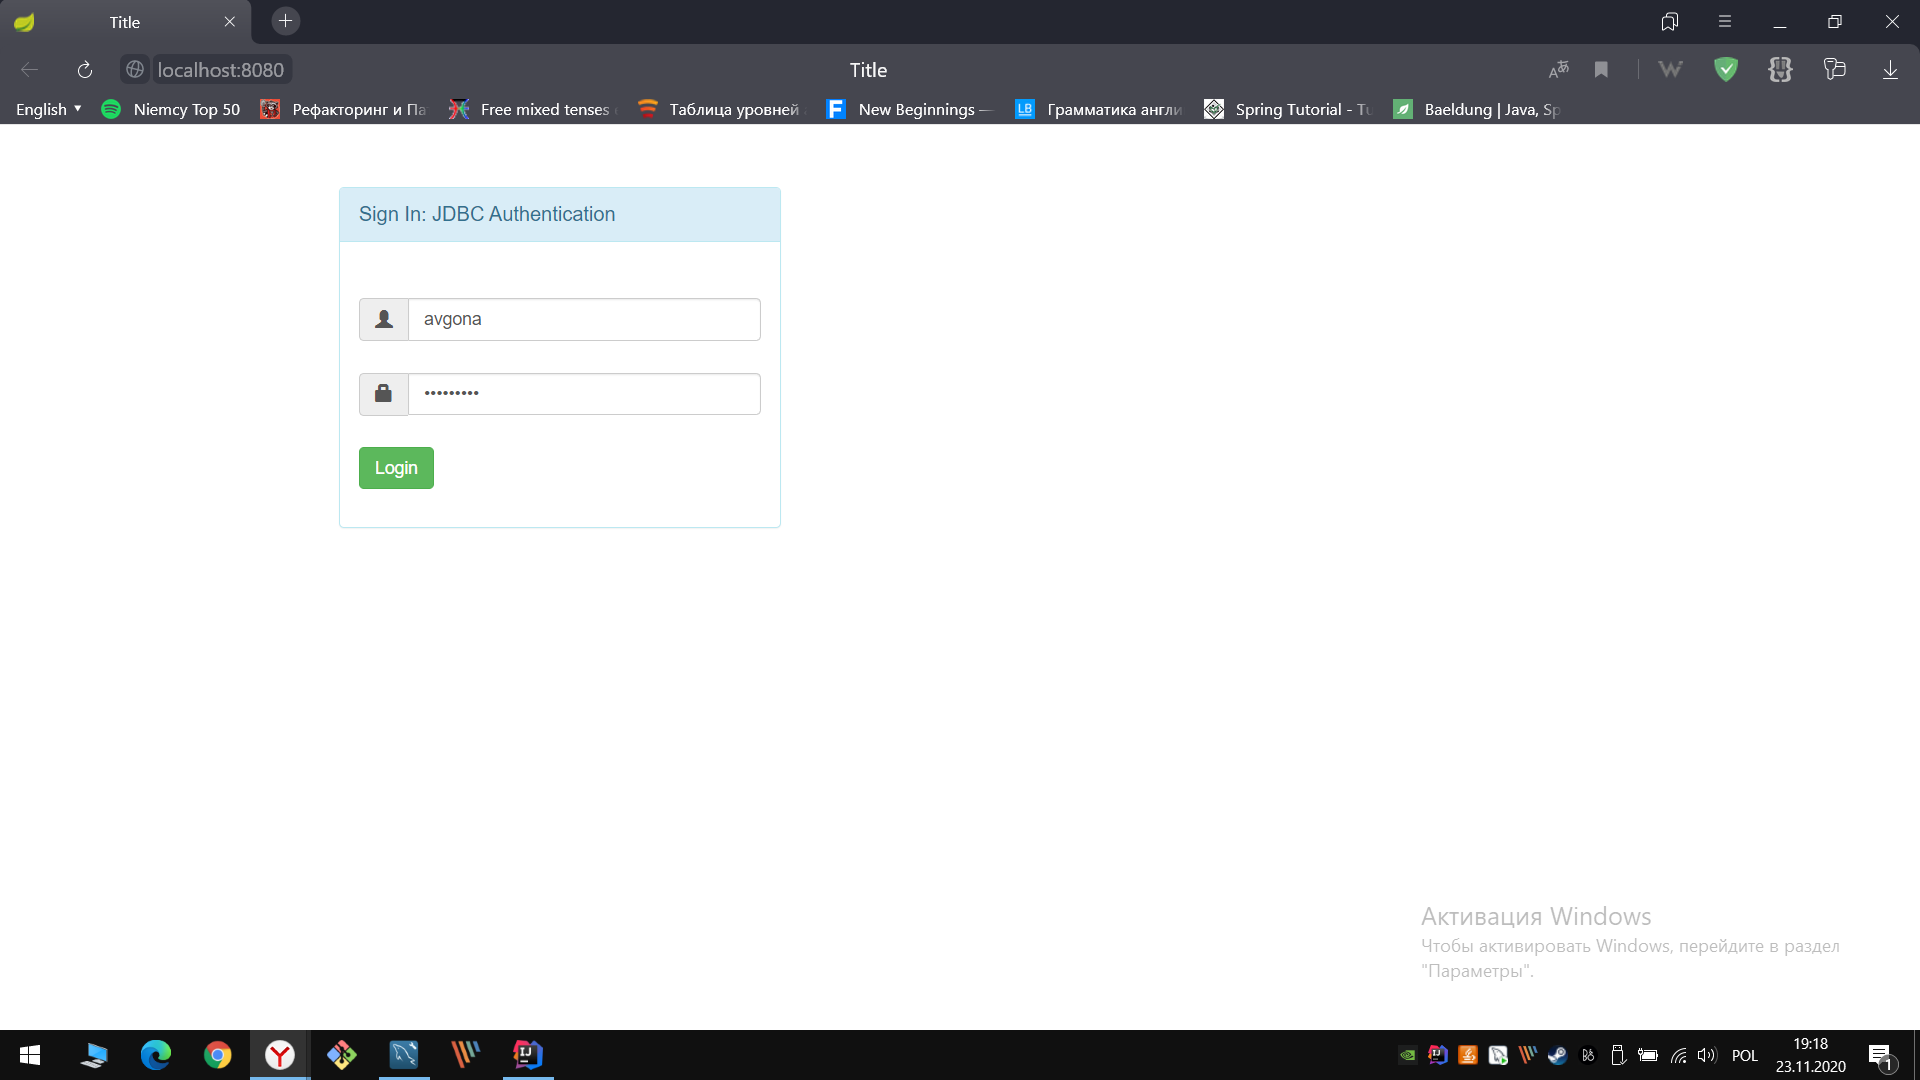 Title
localhost:8080
Title
English
Niemcy Top 50
Рефакторинг и Па
Free mixed tenses
Таблица уровней
New Beginnings —
Грамматика англи
Spring Tutorial - Tu
Baeldung | Java, Sp
Sign In: JDBC Authentication
avgona
•••••••••
Login
Активация Windows
Чтобы активировать Windows, перейдите в раздел
"Параметры".
POL
19:18
23.11.2020
1